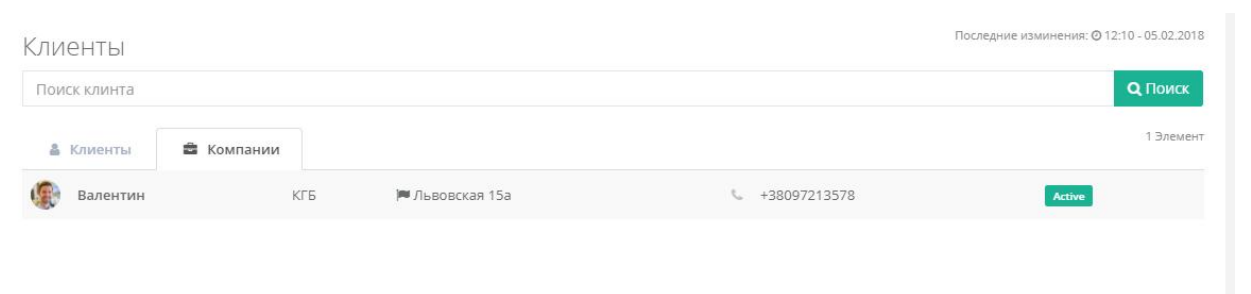 Клиенты
Последние изминения: 12:10 - 05.02.2018
Поиск клинта
Поиск
Клиенты
Компании
1 Элемент
Валентин КГБ Львовская 15а +38097213578 Active